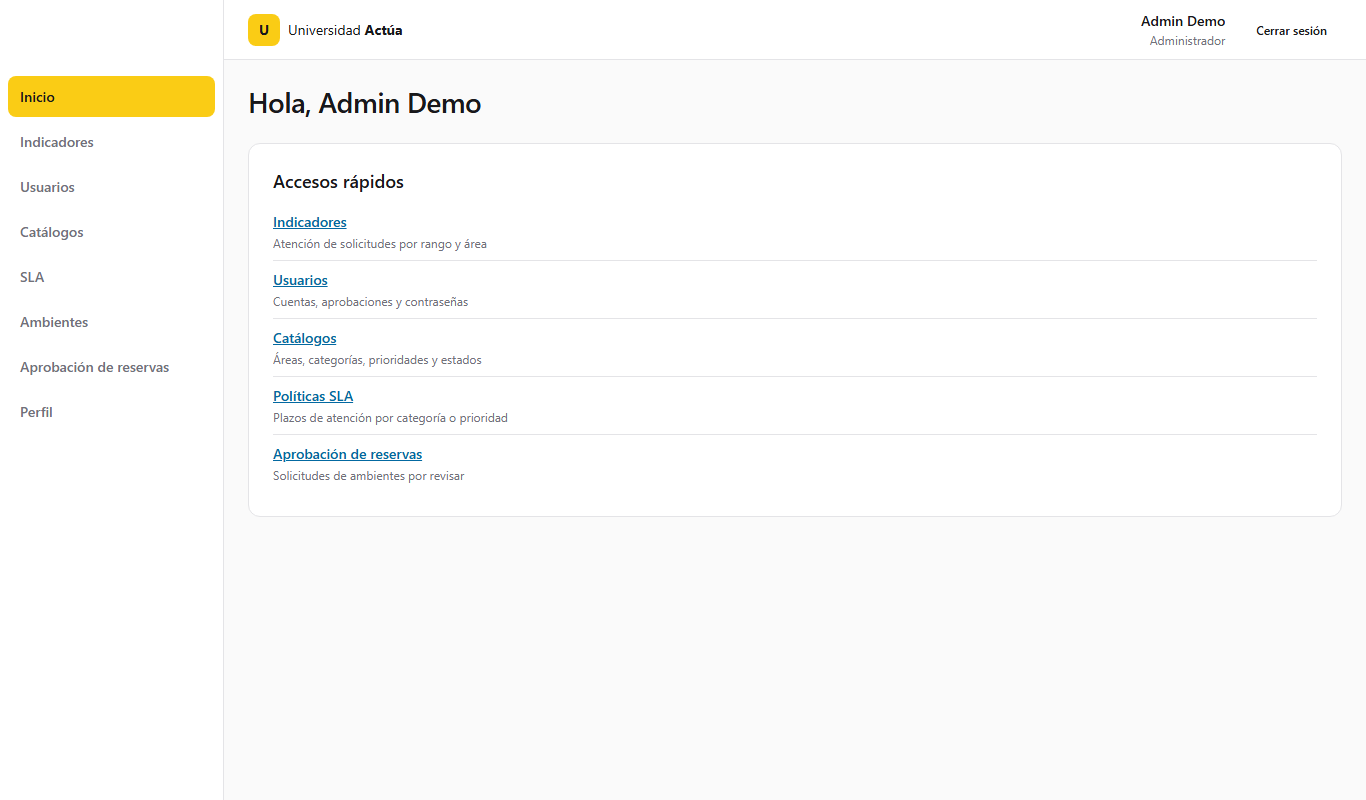 U Universidad Actúa
Admin Demo
Administrador
Cerrar sesión
Inicio
Indicadores
Usuarios
Catálogos
SLA
Ambientes
Aprobación de reservas
Perfil
Hola, Admin Demo
Accesos rápidos
Indicadores
Atención de solicitudes por rango y área
Usuarios
Cuentas, aprobaciones y contraseñas
Catálogos
Áreas, categorías, prioridades y estados
Políticas SLA
Plazos de atención por categoría o prioridad
Aprobación de reservas
Solicitudes de ambientes por revisar